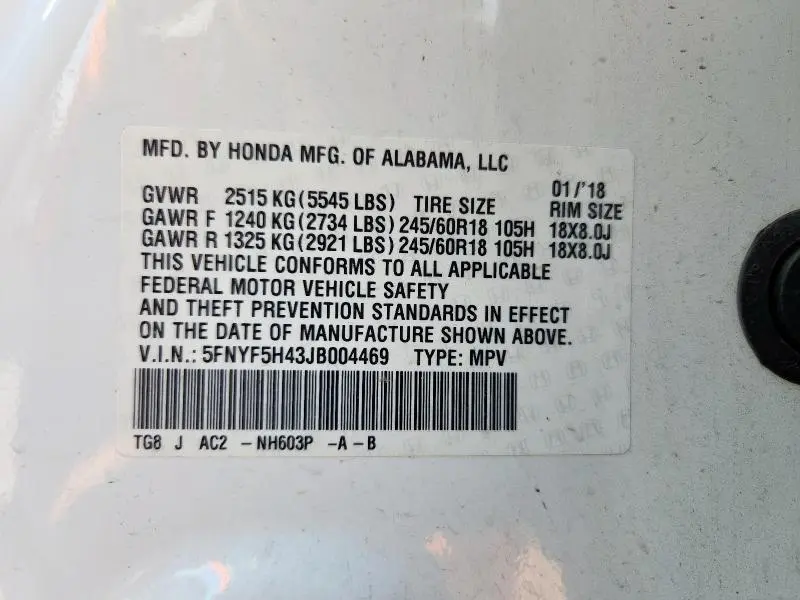 MFD. BY HONDA MFG. OF ALABAMA, LLC
01/'18
GVWR 2515 KG(5545 LBS) TIRE SIZE RIM SIZE
GAWR F 1240 KG(2734 LBS) 245/60R18 105H 18X8.0J
GAWR R 1325 KG(2921 LBS) 245/60R18 105H 18X8.0J
THIS VEHICLE CONFORMS TO ALL APPLICABLE
FEDERAL MOTOR VEHICLE SAFETY
AND THEFT PREVENTION STANDARDS IN EFFECT
ON THE DATE OF MANUFACTURE SHOWN ABOVE.
V.I.N.: 5FNYF5H43JB004469 TYPE: MPV
TG8 J AC2 -NH603P -A-B